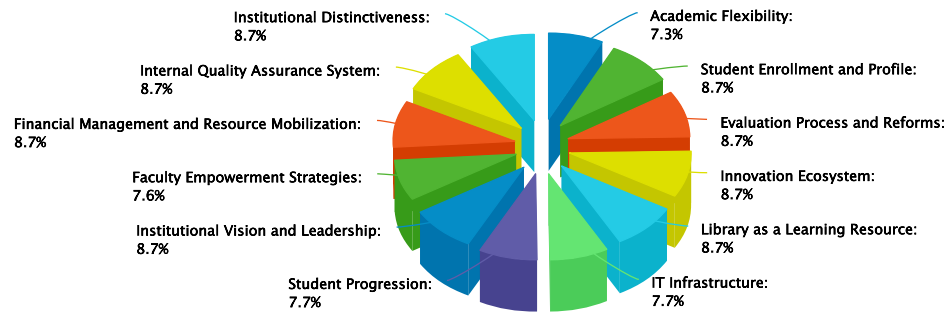 Institutional Distinctiveness:
8.7%
Academic Flexibility:
7.3%
Internal Quality Assurance System:
8.7%
Student Enrollment and Profile:
8.7%
Financial Management and Resource Mobilization:
8.7%
Evaluation Process and Reforms:
8.7%
Faculty Empowerment Strategies:
7.6%
Innovation Ecosystem:
8.7%
Institutional Vision and Leadership:
8.7%
Library as a Learning Resource:
8.7%
Student Progression:
7.7%
IT Infrastructure:
7.7%